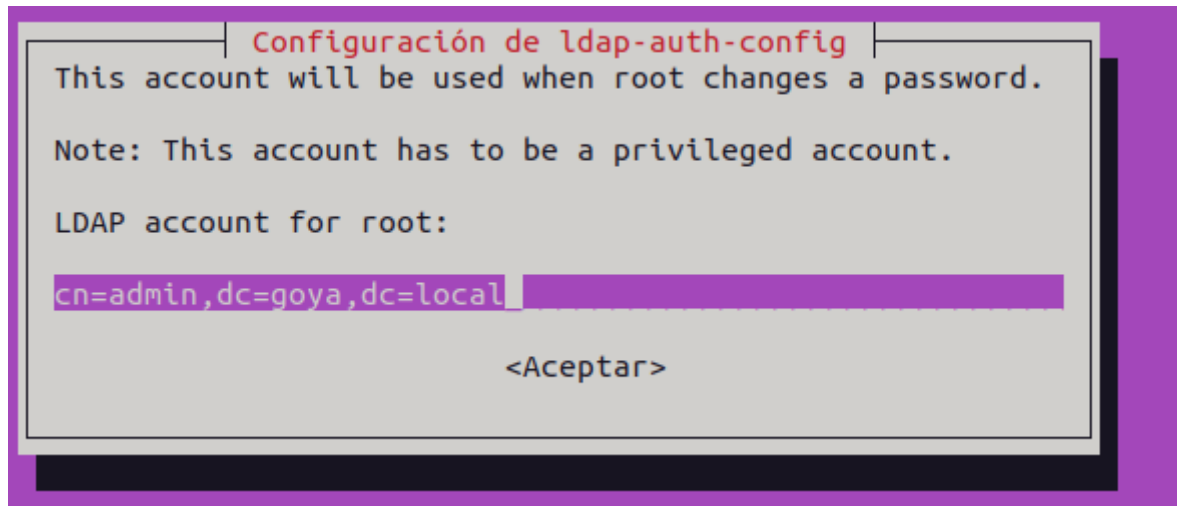 Configuración de ldap-auth-config
This account will be used when root changes a password.
Note: This account has to be a privileged account.
LDAP account for root:
cn=admin,dc=goya,dc=local_
<Aceptar>